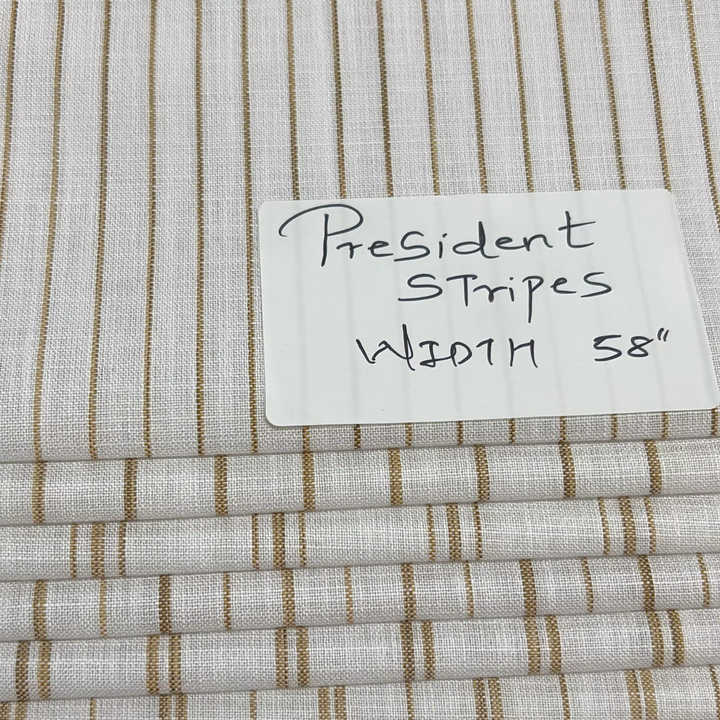 President
STripes
WIDTH 58"